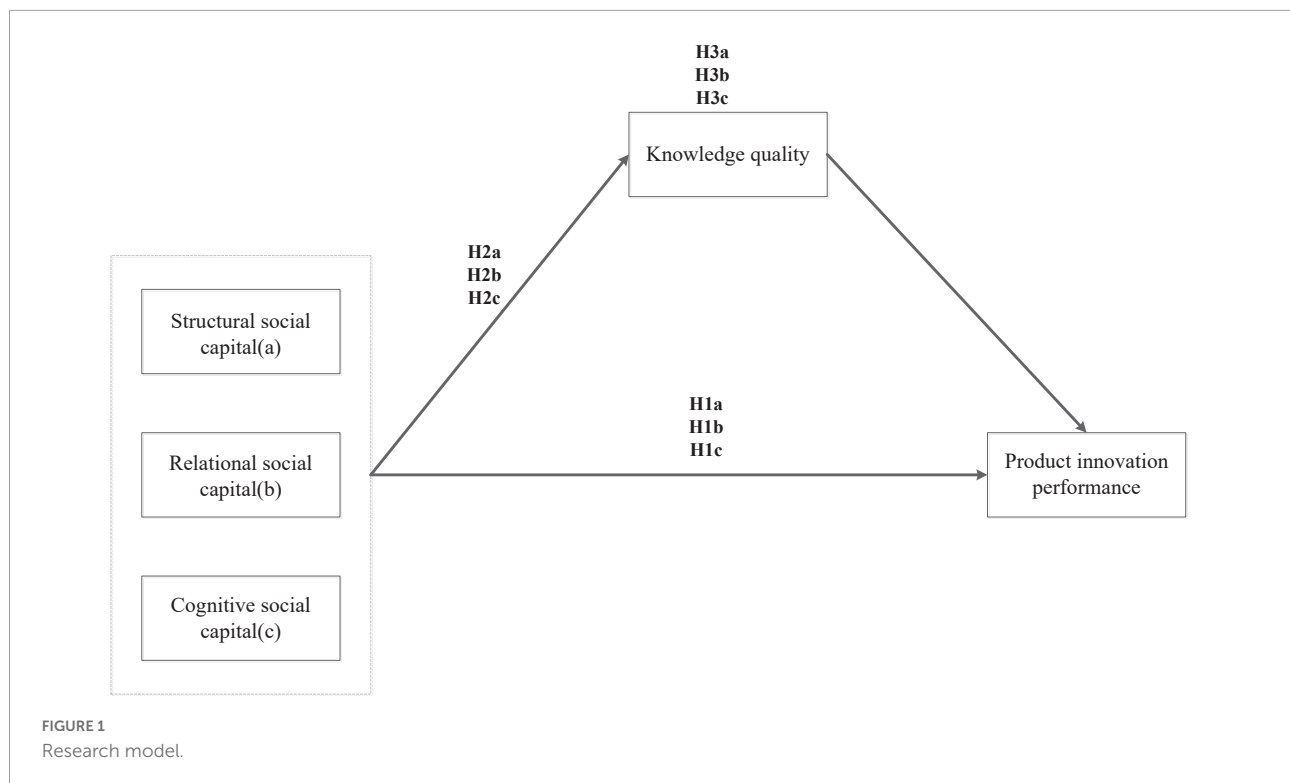 H3a
H3b
H3c
Knowledge quality
H2a
H2b
H2c
Structural social
capital(a)
H1a
H1b
H1c
Relational social
capital(b)
Product innovation
performance
Cognitive social
capital(c)
FIGURE 1
Research model.